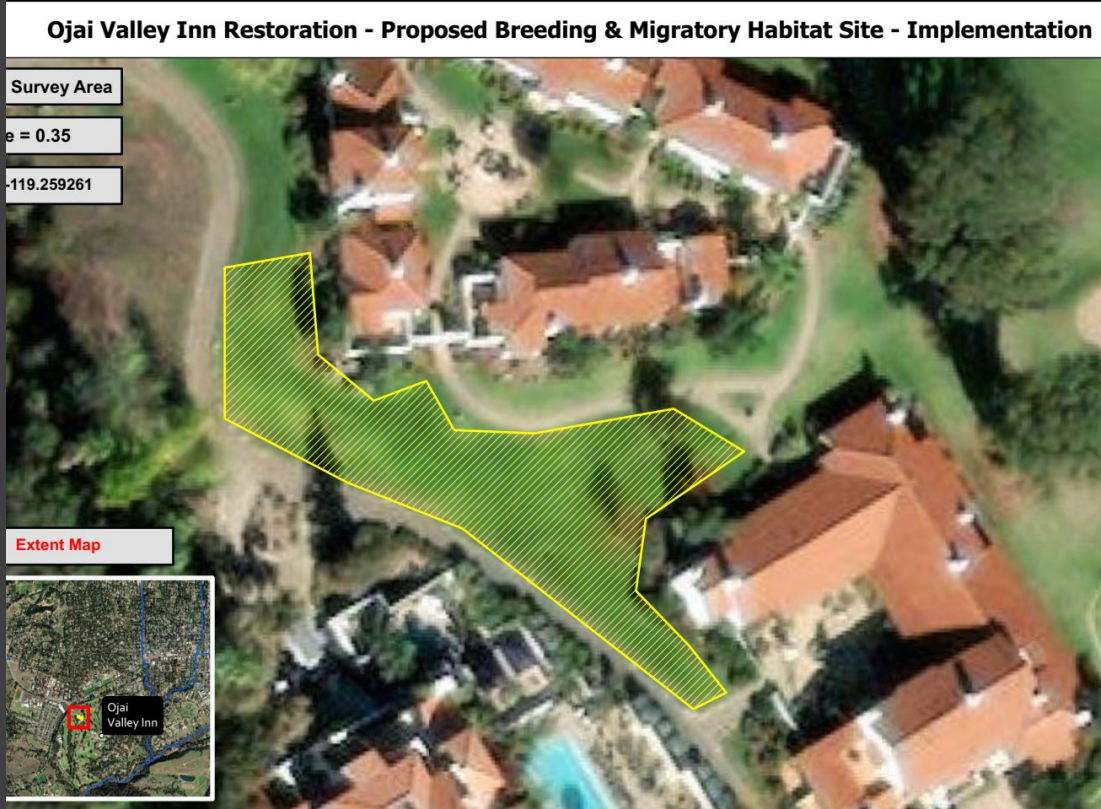 Ojai Valley Inn Restoration - Proposed Breeding & Migratory Habitat Site - Implementation
Survey Area
e = 0.35
-119.259261
Extent Map
Ojai
Valley Inn